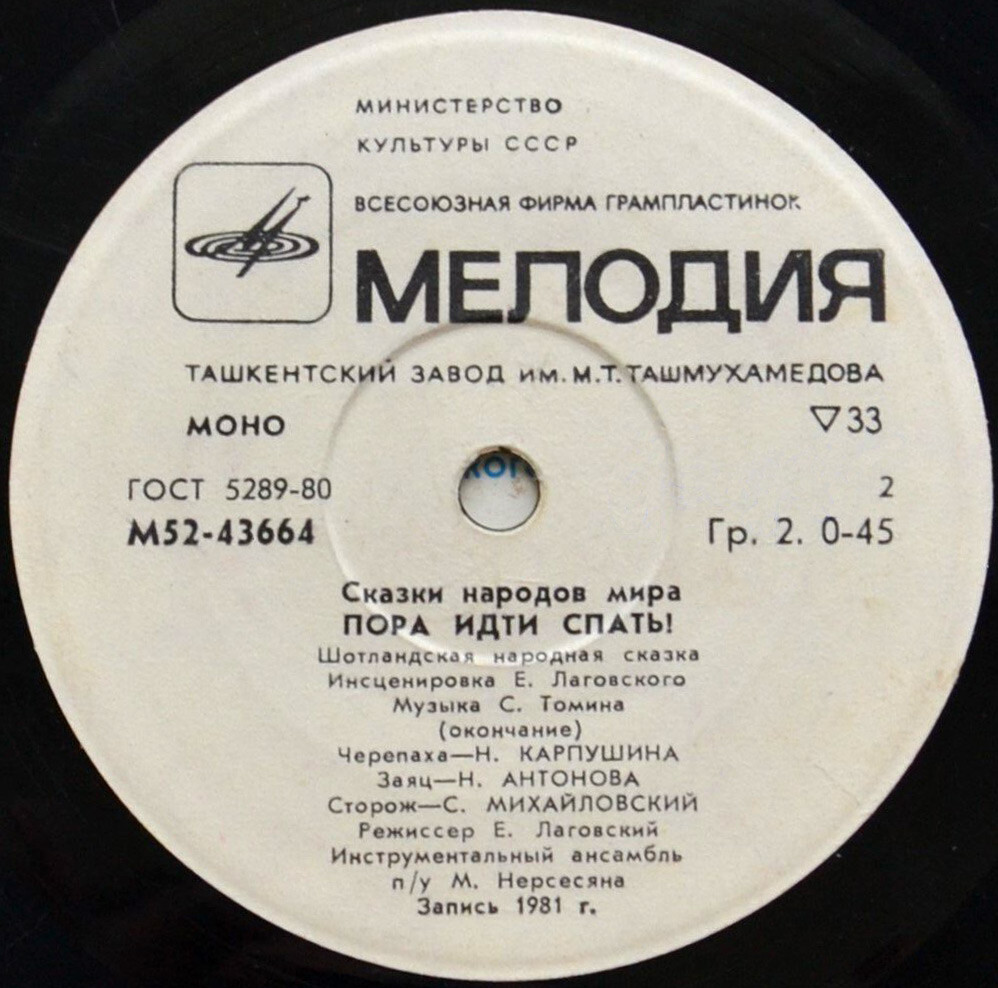 МИНИСТЕРСТВО
КУЛЬТУРЫ СССР
ВСЕСОЮЗНАЯ ФИРМА ГРАМПЛАСТИНОК
МЕЛОДИЯ
ТАШКЕНТСКИЙ ЗАВОД ИМ. М.Т. ТАШМУХАМЕДОВА
МОНО ▽33
ГОСТ 5289-80 2
М52-43664 Гр. 2. 0-45
Сказки народов мира
ПОРА ИДТИ СПАТЬ!
Шотландская народная сказка
Инсценировка Е. Лаговского
Музыка С. Томина
(окончание)
Черепаха—Н. КАРПУШИНА
Заяц—Н. АНТОНОВА
Сторож—С. МИХАЙЛОВСКИЙ
Режиссер Е. Лаговский
Инструментальный ансамбль
п/у М. Нерсесяна
Запись 1981 г.